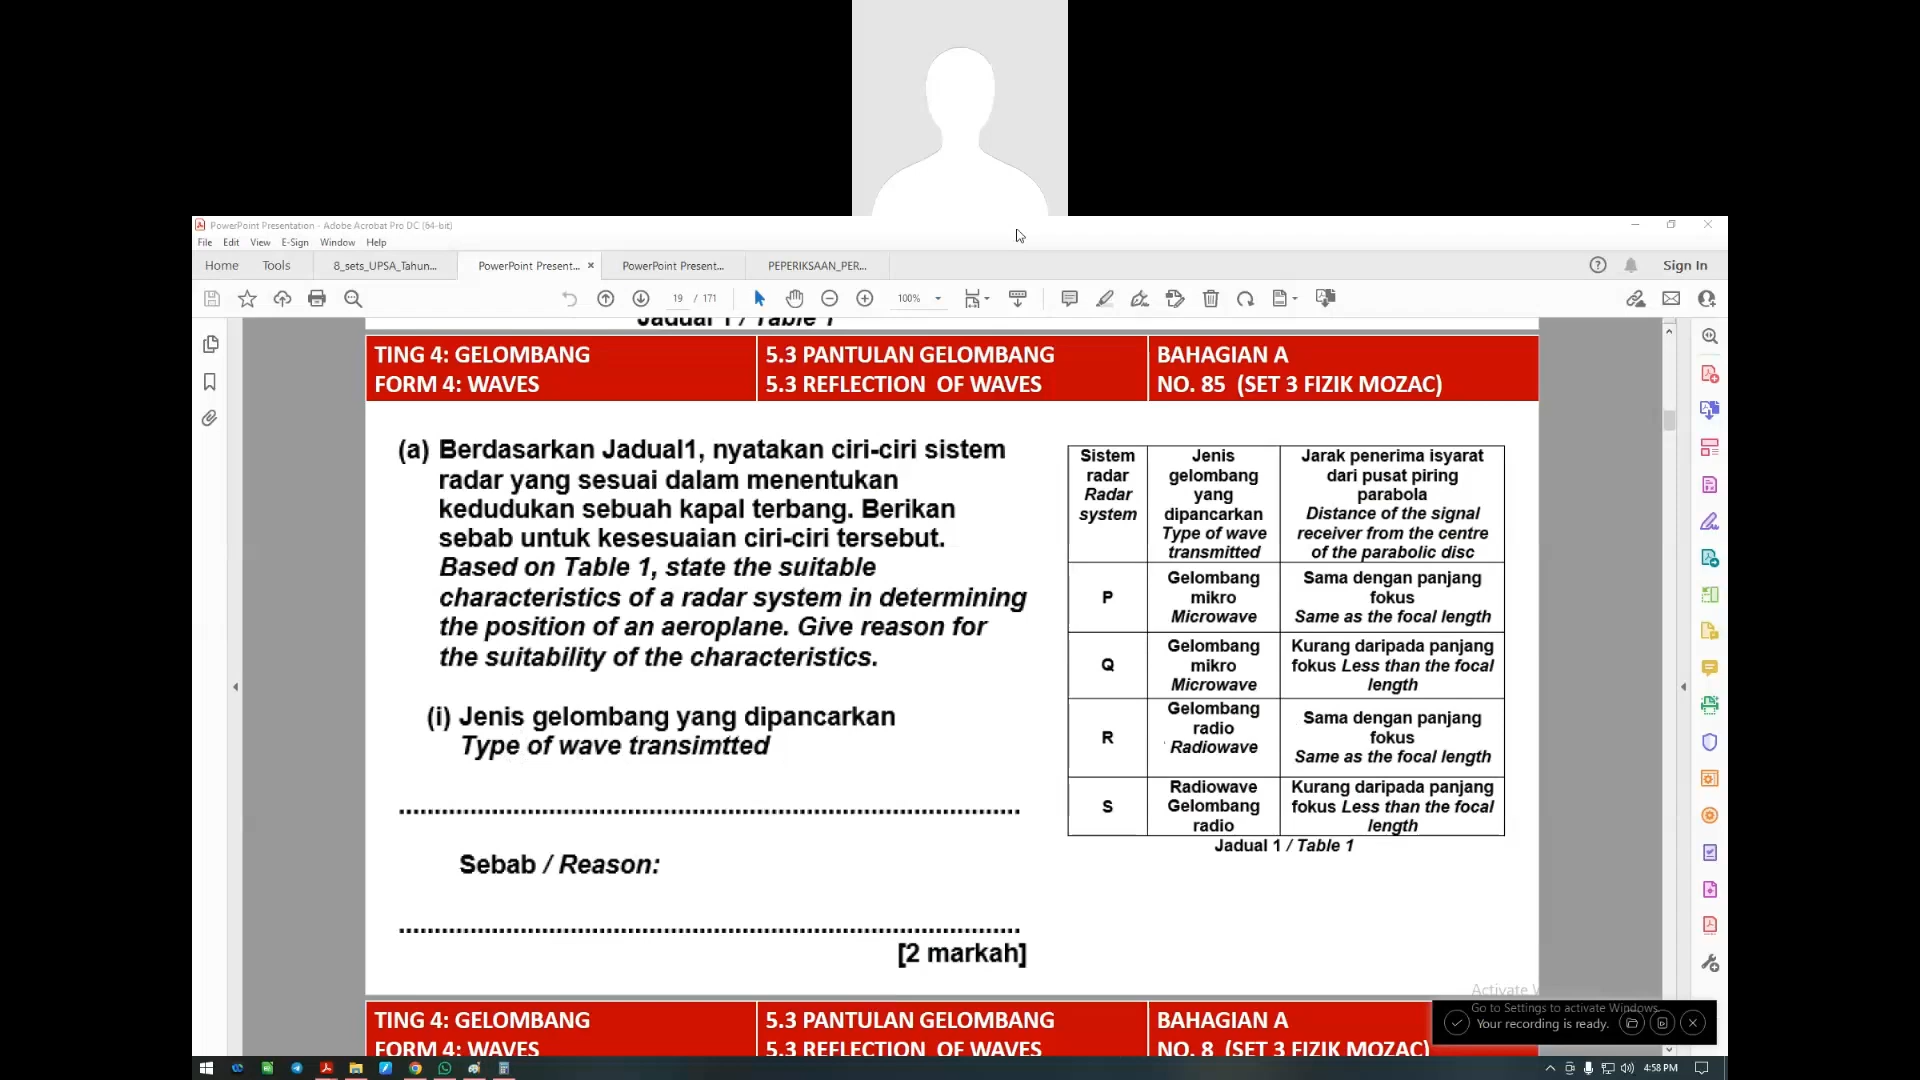 PowerPoint Presentation - Adobe Acrobat Pro DC (64-bit)
File Edit View E-Sign Window Help
Home Tools 8_sets_UPSA_Tahun... PowerPoint Present... × PowerPoint Present... PEPERIKSAAN_PER... Sign In
19 / 171 100%
Jadual 1 / Table 1
TING 4: GELOMBANG
FORM 4: WAVES
5.3 PANTULAN GELOMBANG
5.3 REFLECTION OF WAVES
BAHAGIAN A
NO. 85 (SET 3 FIZIK MOZAC)
(a) Berdasarkan Jadual1, nyatakan ciri-ciri sistem
radar yang sesuai dalam menentukan
kedudukan sebuah kapal terbang. Berikan
sebab untuk kesesuaian ciri-ciri tersebut.
Based on Table 1, state the suitable
characteristics of a radar system in determining
the position of an aeroplane. Give reason for
the suitability of the characteristics.
(i) Jenis gelombang yang dipancarkan
Type of wave transimtted
Sebab / Reason:
[2 markah]
Sistem
radar
Radar
system
Jenis
gelombang
yang
dipancarkan
Type of wave
transmitted
Jarak penerima isyarat
dari pusat piring
parabola
Distance of the signal
receiver from the centre
of the parabolic disc
P
Gelombang
mikro
Microwave
Sama dengan panjang
fokus
Same as the focal length
Q
Gelombang
mikro
Microwave
Kurang daripada panjang
fokus Less than the focal
length
R
Gelombang
radio
Radiowave
Sama dengan panjang
fokus
Same as the focal length
S
Radiowave
Gelombang
radio
Kurang daripada panjang
fokus Less than the focal
length
Jadual 1 / Table 1
Activate
Go to Settings to activate Windows.
Your recording is ready.
TING 4: GELOMBANG
FORM 4: WAVES
5.3 PANTULAN GELOMBANG
5.3 REFLECTION OF WAVES
BAHAGIAN A
NO. 8 (SET 3 FIZIK MOZAC)
4:58 PM